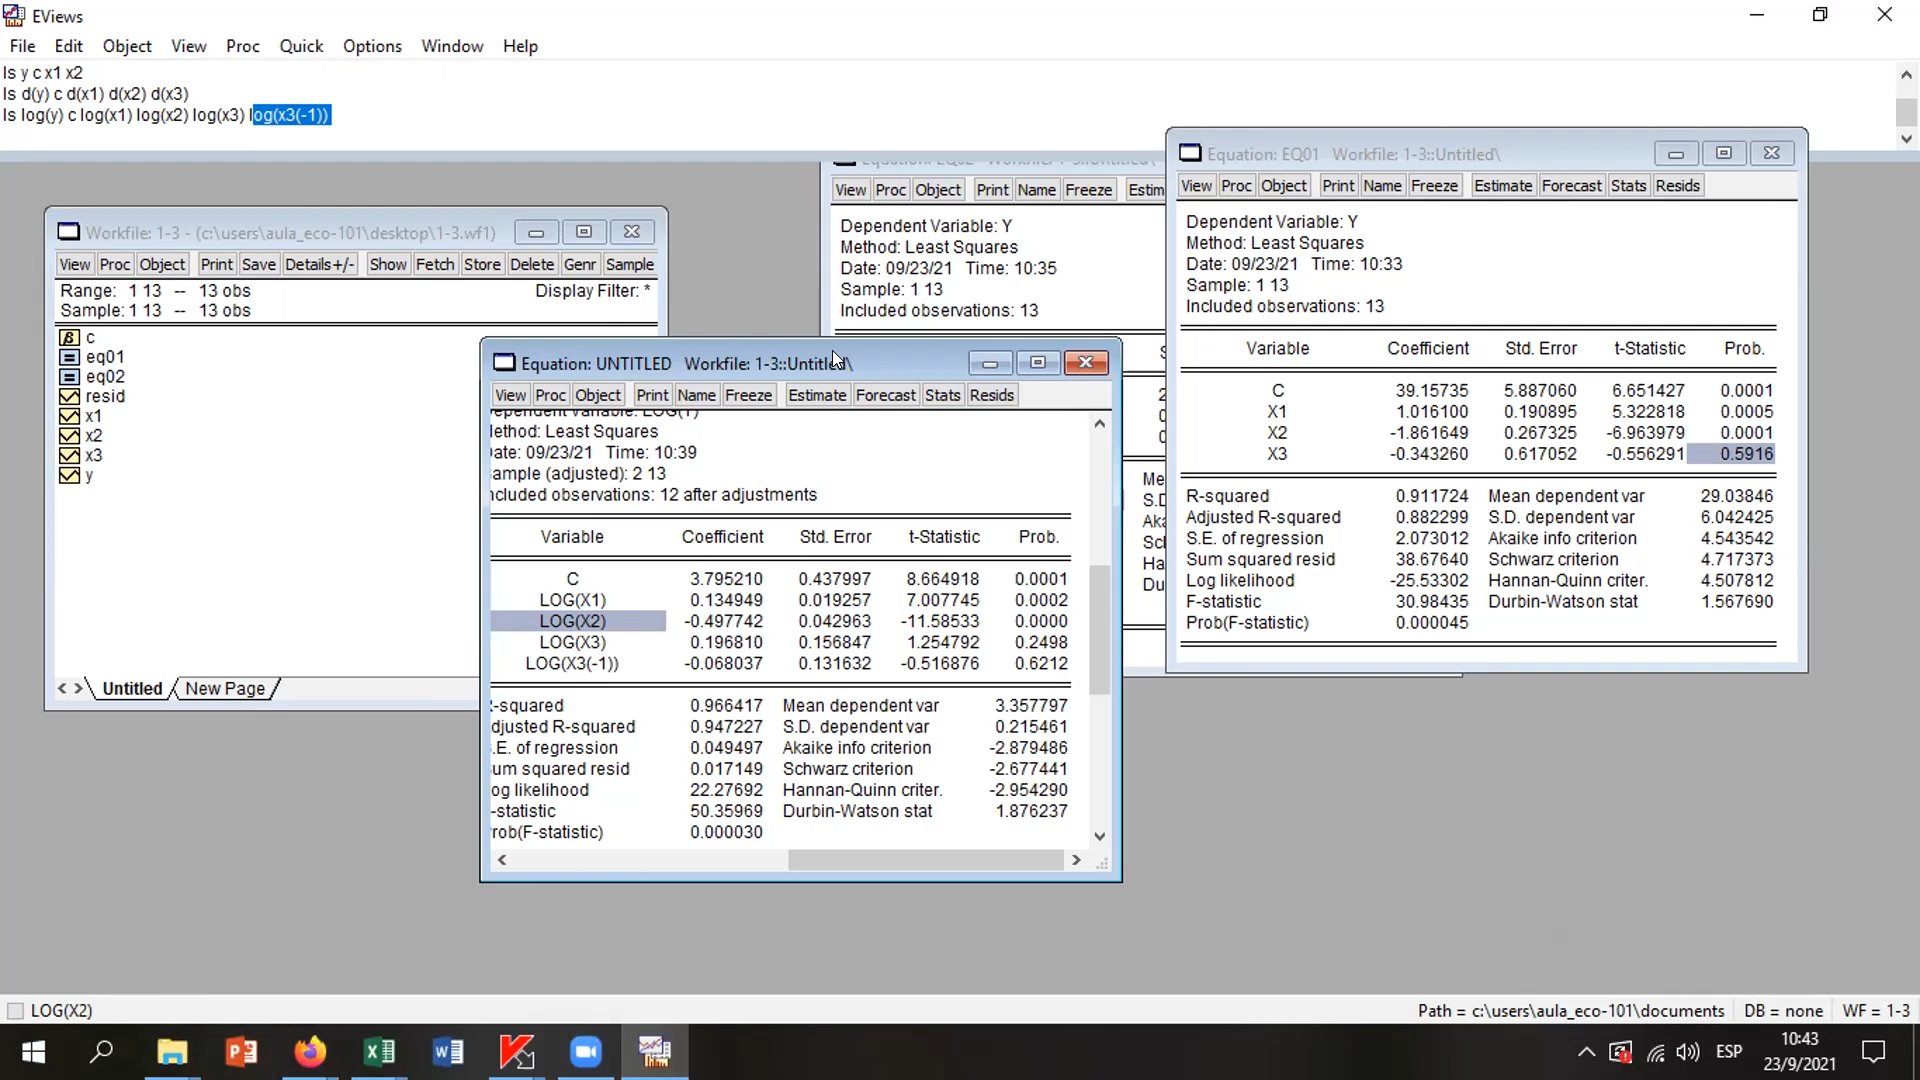 EViews
File Edit Object View Proc Quick Options Window Help
ls y c x1 x2
ls d(y) c d(x1) d(x2) d(x3)
ls log(y) c log(x1) log(x2) log(x3) log(x3(-1))
Workfile: 1-3 - (c:\users\aula_eco-101\desktop\1-3.wf1)
View Proc Object Print Save Details+/- Show Fetch Store Delete Genr Sample
Range: 1 13 -- 13 obs Display Filter: *
Sample: 1 13 -- 13 obs
c
eq01
eq02
resid
x1
x2
x3
y
Untitled New Page
View Proc Object Print Name Freeze Estim
Dependent Variable: Y
Method: Least Squares
Date: 09/23/21 Time: 10:35
Sample: 1 13
Included observations: 13
Equation: EQ01 Workfile: 1-3::Untitled\
View Proc Object Print Name Freeze Estimate Forecast Stats Resids
Dependent Variable: Y
Method: Least Squares
Date: 09/23/21 Time: 10:33
Sample: 1 13
Included observations: 13
Variable Coefficient Std. Error t-Statistic Prob.
C 39.15735 5.887060 6.651427 0.0001
X1 1.016100 0.190895 5.322818 0.0005
X2 -1.861649 0.267325 -6.963979 0.0001
X3 -0.343260 0.617052 -0.556291 0.5916
R-squared 0.911724 Mean dependent var 29.03846
Adjusted R-squared 0.882299 S.D. dependent var 6.042425
S.E. of regression 2.073012 Akaike info criterion 4.543542
Sum squared resid 38.67640 Schwarz criterion 4.717373
Log likelihood -25.53302 Hannan-Quinn criter. 4.507812
F-statistic 30.98435 Durbin-Watson stat 1.567690
Prob(F-statistic) 0.000045
Equation: UNTITLED Workfile: 1-3::Untitled\
View Proc Object Print Name Freeze Estimate Forecast Stats Resids
ependent Variable: LOG(Y)
ethod: Least Squares
ate: 09/23/21 Time: 10:39
ample (adjusted): 2 13
ncluded observations: 12 after adjustments
Variable Coefficient Std. Error t-Statistic Prob.
C 3.795210 0.437997 8.664918 0.0001
LOG(X1) 0.134949 0.019257 7.007745 0.0002
LOG(X2) -0.497742 0.042963 -11.58533 0.0000
LOG(X3) 0.196810 0.156847 1.254792 0.2498
LOG(X3(-1)) -0.068037 0.131632 -0.516876 0.6212
-squared 0.966417 Mean dependent var 3.357797
djusted R-squared 0.947227 S.D. dependent var 0.215461
.E. of regression 0.049497 Akaike info criterion -2.879486
um squared resid 0.017149 Schwarz criterion -2.677441
og likelihood 22.27692 Hannan-Quinn criter. -2.954290
-statistic 50.35969 Durbin-Watson stat 1.876237
rob(F-statistic) 0.000030
Me
S.D
Aka
Sch
Ha
Du
LOG(X2) Path = c:\users\aula_eco-101\documents DB = none WF = 1-3
ESP
10:43
23/9/2021